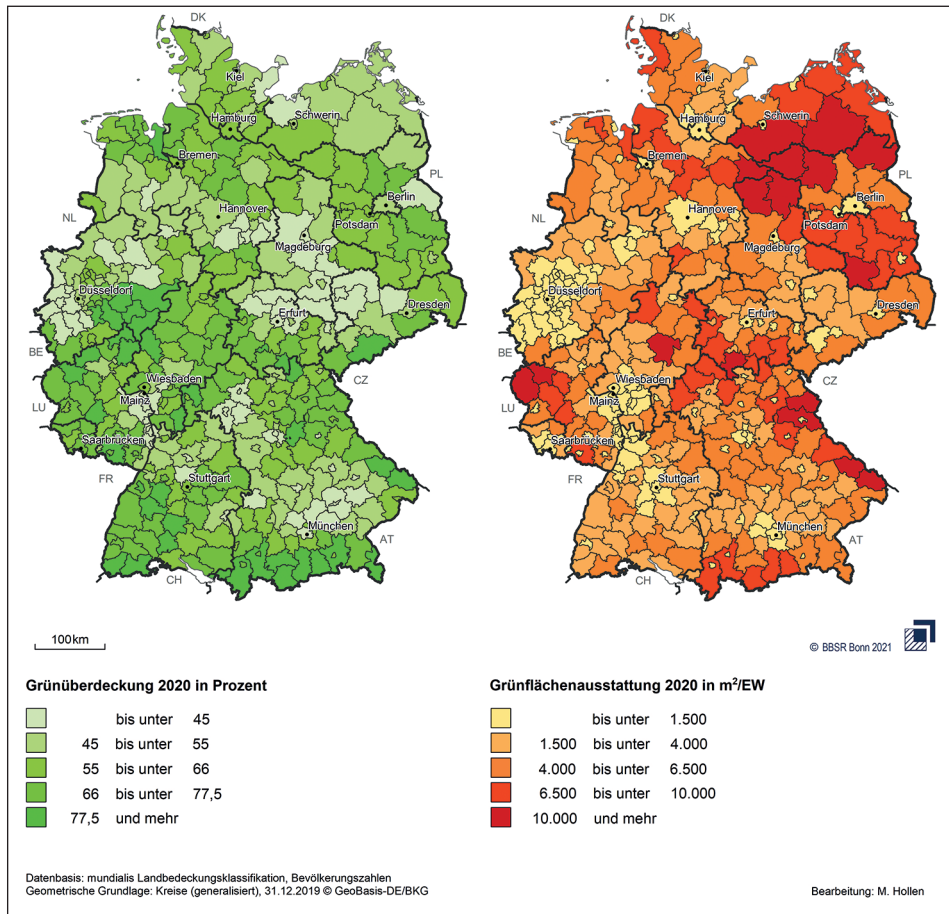 DK
Kiel
Hamburg
Schwerin
Bremen
PL
Berlin
NL
Hannover
Potsdam
Magdeburg
Düsseldorf
Erfurt
Dresden
BE
Wiesbaden
CZ
LU
Mainz
Saarbrücken
FR
Stuttgart
München
AT
CH
DK
Kiel
Hamburg
Schwerin
Bremen
PL
Berlin
NL
Hannover
Potsdam
Magdeburg
Düsseldorf
Erfurt
Dresden
BE
Wiesbaden
CZ
LU
Mainz
Saarbrücken
FR
Stuttgart
München
AT
CH
100 km
© BBSR Bonn 2021
Grünüberdeckung 2020 in Prozent
bis unter 45
45 bis unter 55
55 bis unter 66
66 bis unter 77,5
77,5 und mehr
Grünflächenausstattung 2020 in m²/EW
bis unter 1.500
1.500 bis unter 4.000
4.000 bis unter 6.500
6.500 bis unter 10.000
10.000 und mehr
Datenbasis: mundialis Landbedeckungsklassifikation, Bevölkerungszahlen
Geometrische Grundlage: Kreise (generalisiert), 31.12.2019 © GeoBasis-DE/BKG
Bearbeitung: M. Hollen